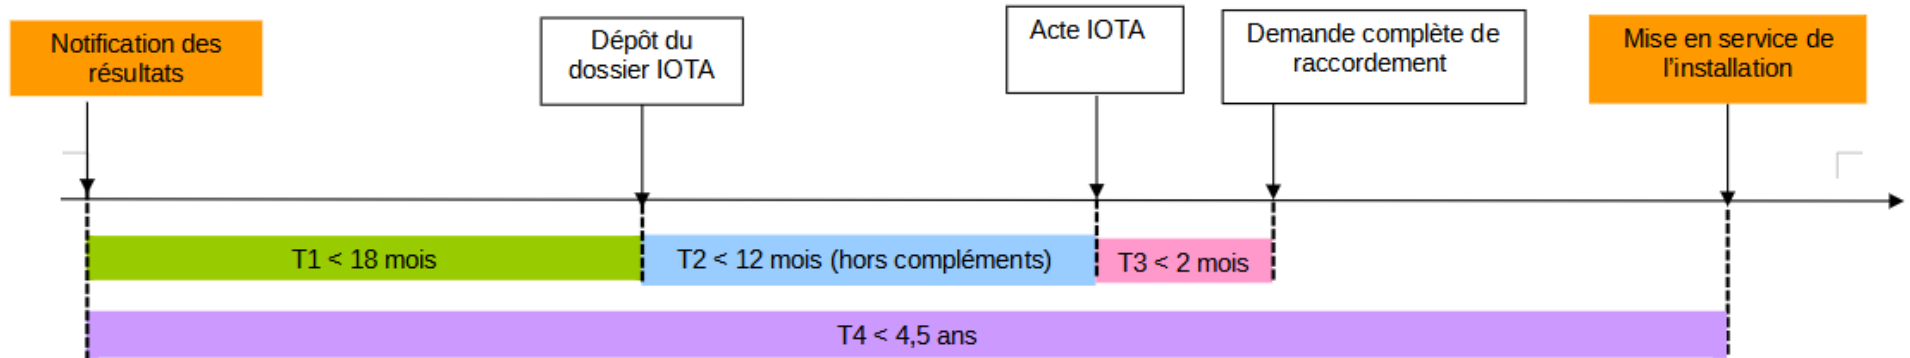 Notification des
résultats
Dépôt du
dossier IOTA
Acte IOTA
Demande complète de
raccordement
Mise en service de
l'installation
T1 < 18 mois
T2 < 12 mois (hors compléments)
T3 < 2 mois
T4 < 4,5 ans